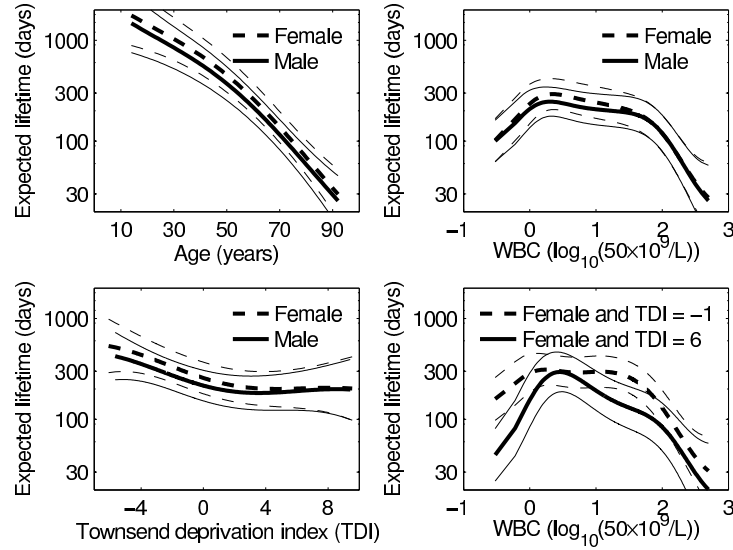 Expected lifetime (days)
1000
300
100
30
10 30 50 70 90
Age (years)
Female
Male
Expected lifetime (days)
1000
300
100
30
−1 0 1 2 3
WBC (log10(50×10^9/L))
Female
Male
Expected lifetime (days)
1000
300
100
30
−4 0 4 8
Townsend deprivation index (TDI)
Female
Male
Expected lifetime (days)
1000
300
100
30
−1 0 1 2 3
WBC (log10(50×10^9/L))
Female and TDI = −1
Female and TDI = 6